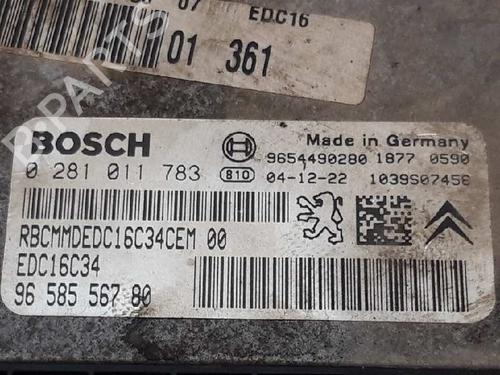 07 EDC16
01 361
BOSCH
Made in Germany
9654490280 1877 0590
0 281 011 783 810 04-12-22 1039S07456
RBCMMDEDC16C34CEM 00
EDC16C34
96 585 567 80